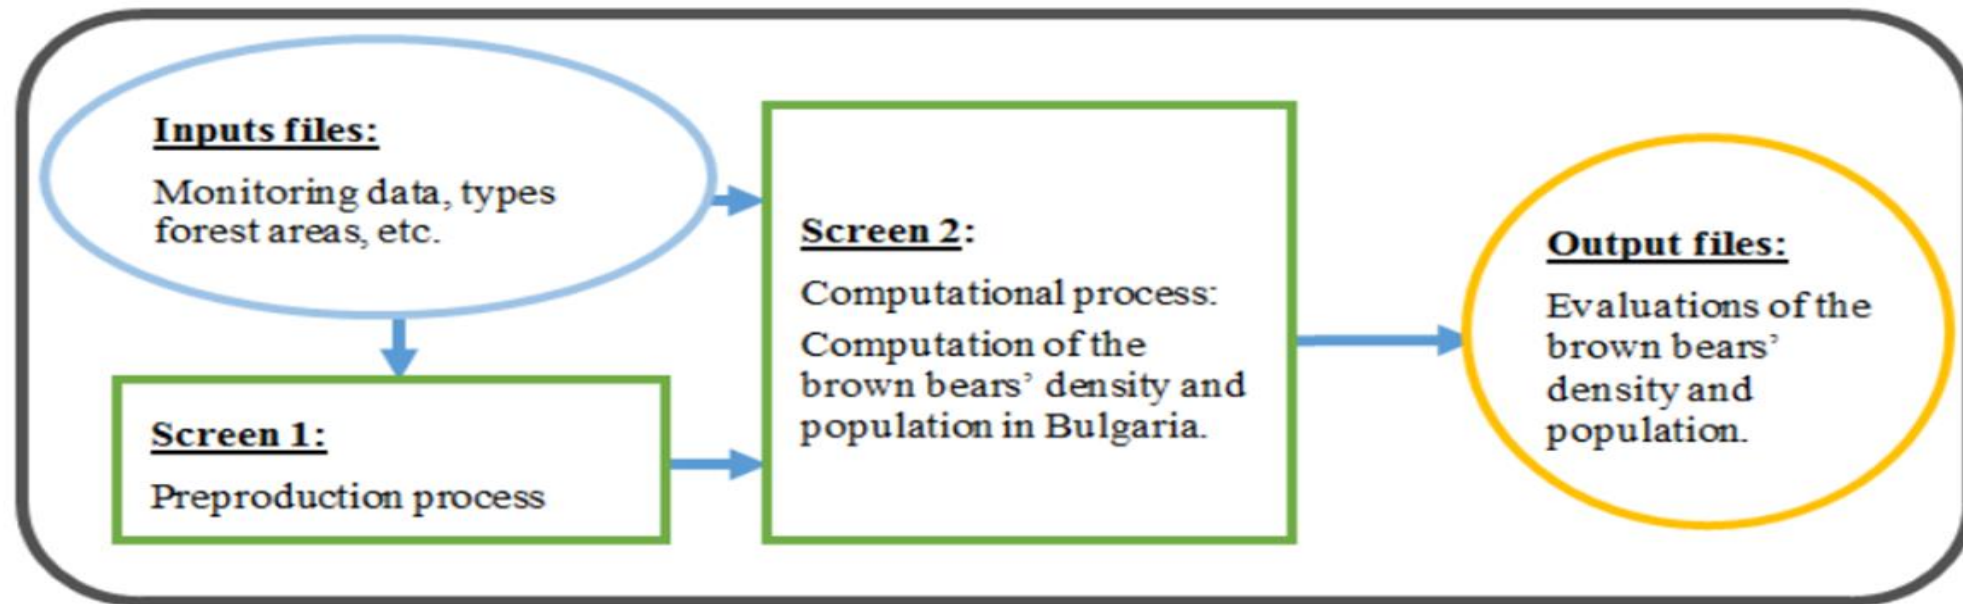 Inputs files:
Monitoring data, types
forest areas, etc.
Screen 1:
Preproduction process
Screen 2:
Computational process:
Computation of the
brown bears’ density and
population in Bulgaria.
Output files:
Evaluations of the
brown bears’
density and
population.